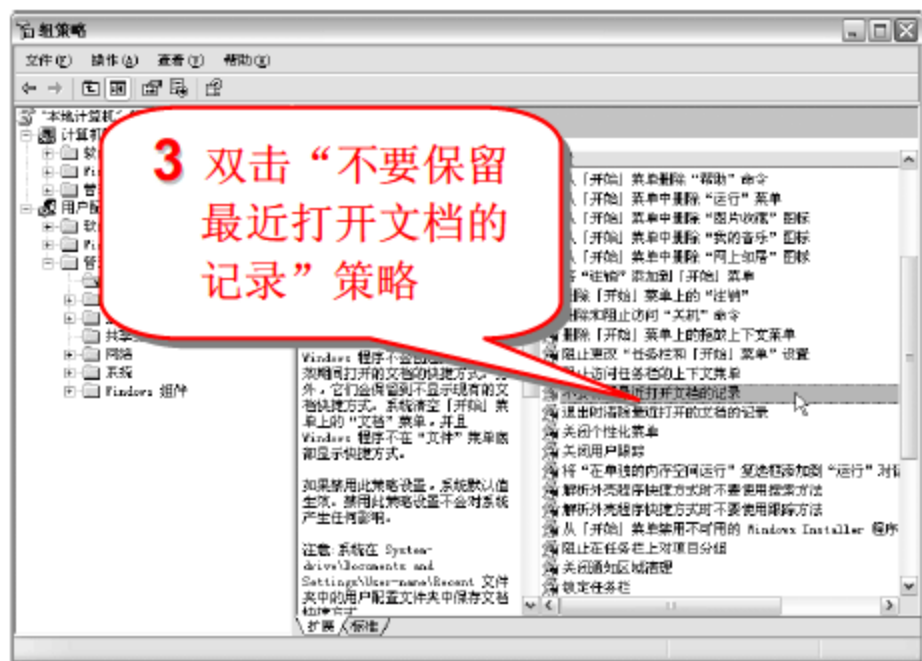 组策略
文件(F) 操作(A) 查看(V) 帮助(H)
“本地计算机”
计算机
用户配
网络
系统
Windows 组件
3 双击“不要保留
最近打开文档的
记录”策略
Windows 程序不会创建
效期间打开的文档的快捷方式。
外，它们会保留到不显示现有的文
档快捷方式。系统清空「开始」菜
单上的“文档”菜单，并且
Windows 程序不在“文件”菜单底
部显示快捷方式。
如果禁用此策略设置，系统默认值
生效。禁用此策略设置不会对系统
产生任何影响。
注意: 系统在 System-
drive\Documents and
Settings\User-name\Recent 文件
夹中的用户配置文件夹中保存文档
快捷方式
从「开始」菜单删除“帮助”命令
从「开始」菜单中删除“运行”菜单
从「开始」菜单中删除“图片收藏”图标
从「开始」菜单中删除“我的音乐”图标
从「开始」菜单中删除“网上邻居”图标
将“注销”添加到「开始」菜单
删除「开始」菜单上的“注销”
删除和阻止访问“关机”命令
删除「开始」菜单上的拖放上下文菜单
阻止更改“任务栏和「开始」菜单”设置
阻止访问任务栏的上下文菜单
不要保留最近打开文档的记录
退出时清除最近打开的文档的记录
关闭个性化菜单
关闭用户跟踪
将“在单独的内存空间运行”复选框添加到“运行”对话
解析外壳程序快捷方式时不要使用搜索方法
解析外壳程序快捷方式时不要使用跟踪方法
从「开始」菜单禁用不可用的 Windows Installer 程序
阻止在任务栏上对项目分组
关闭通知区域清理
锁定任务栏
扩展 标准